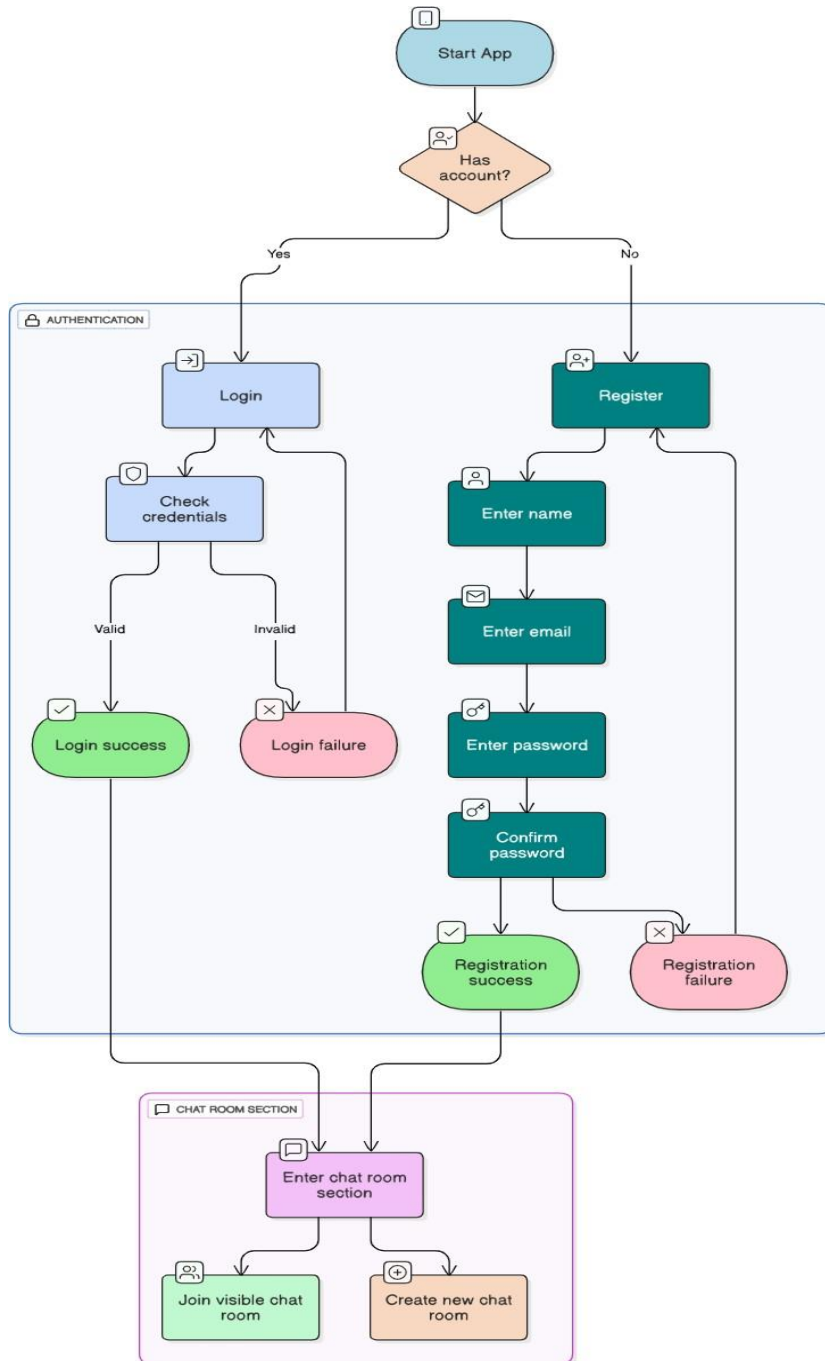 Start App
Has
account?
Yes
No
AUTHENTICATION
Login
Register
Check
credentials
Enter name
Valid
Invalid
Enter email
Login success
Login failure
Enter password
Confirm
password
Registration
success
Registration
failure
CHAT ROOM SECTION
Enter chat room
section
Join visible chat
room
Create new chat
room